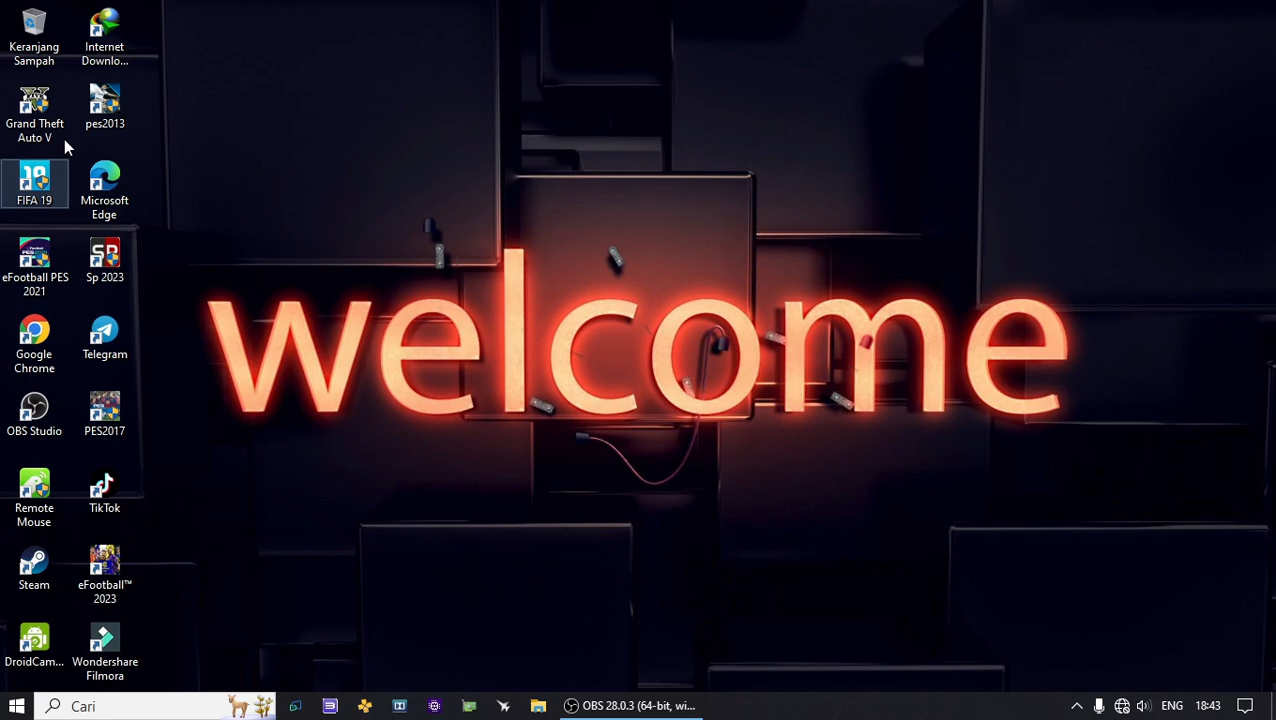 Keranjang
Sampah
Internet
Downlo...
Grand Theft
Auto V
pes2013
FIFA 19
Microsoft
Edge
eFootball PES
2021
Sp 2023
Google
Chrome
Telegram
OBS Studio
PES2017
Remote
Mouse
TikTok
Steam
eFootball™
2023
DroidCam...
Wondershare
Filmora
welcome
Cari
OBS 28.0.3 (64-bit, wi...
ENG
18:43